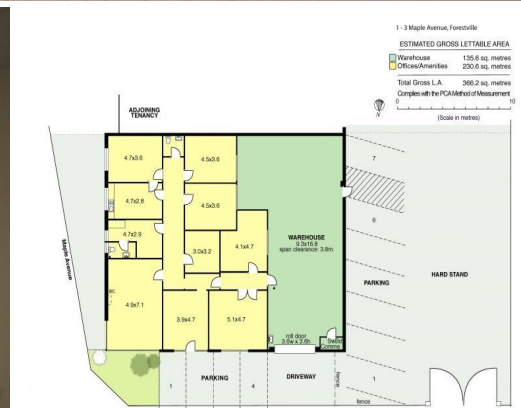 1 - 3 Maple Avenue, Forestville
ESTIMATED GROSS LETTABLE AREA
Warehouse 135.6 sq. metres
Offices/Amenities 230.6 sq. metres
Total Gross L.A. 366.2 sq. metres
Complies with the PCA Method of Measurement
0 10
(Scale in metres)
N
ADJOINING
TENANCY
4.7x3.6
4.5x3.6
4.7x2.8
4.5x3.6
4.7x2.9
3.0x3.2
4.1x4.7
4.9x7.1
3.9x4.7
5.1x4.7
WAREHOUSE
9.3x16.8
span clearance: 3.8m.
roll door
3.6w x 3.6h
Swbd
Comms
Maple Avenue
7
6
PARKING
HARD STAND
1
PARKING
4
DRIVEWAY
fence
1
fence